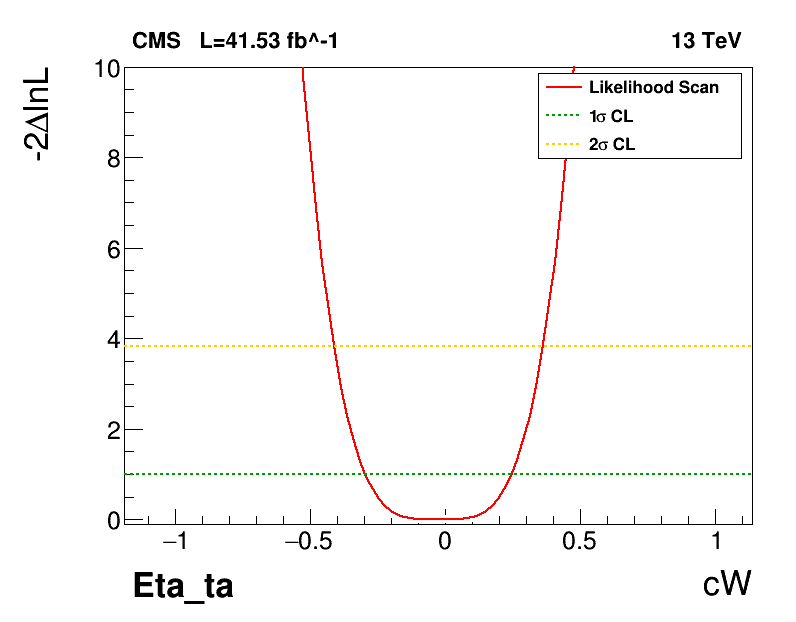 CMS L=41.53 fb^-1 13 TeV
-2ΔlnL
10
8
6
4
2
0
Likelihood Scan
1σ CL
2σ CL
−1 −0.5 0 0.5 1
Eta_ta cW